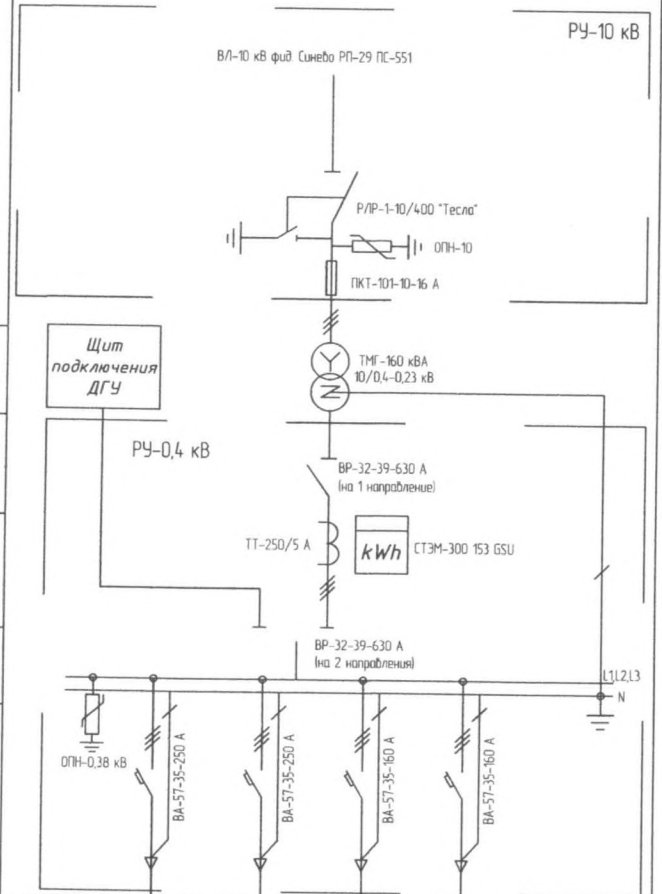 РУ-10 кВ
ВЛ-10 кВ фид. Синево РП-29 ПС-551
РЛР-1-10/400 "Тесла"
ОПН-10
ПКТ-101-10-16 А
Щит
подключения
ДГУ
ТМГ-160 кВА
10/0,4-0,23 кВ
РУ-0,4 кВ
ВР-32-39-630 А
(на 1 направление)
ТТ-250/5 А
kWh
СТЭМ-300 153 GSU
ВР-32-39-630 А
(на 2 направления)
L1,L2,L3
N
ОПН-0,38 кВ
ВА-57-35-250 А
ВА-57-35-250 А
ВА-57-35-160 А
ВА-57-35-160 А